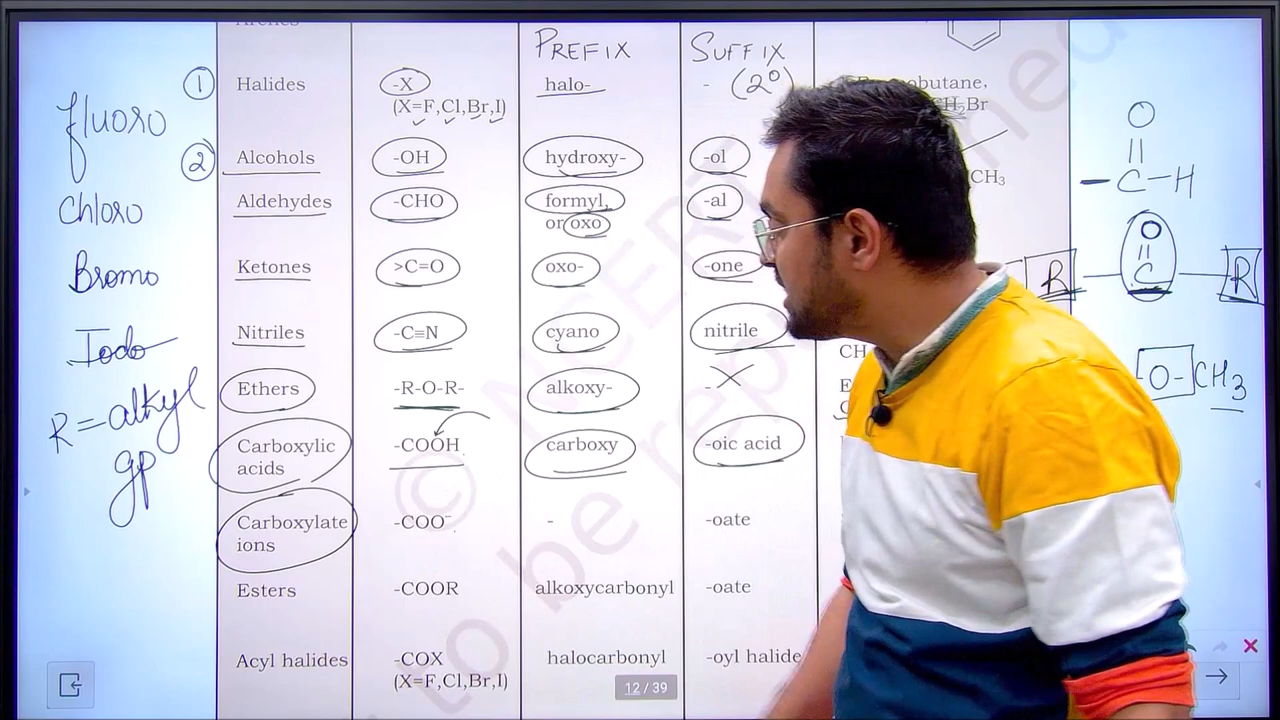 PREFIX SUFFIX
① Halides -X halo- - (2°)
(X=F,Cl,Br,I)
② Alcohols -OH hydroxy- -ol
Aldehydes -CHO formyl, -al
or oxo
Ketones >C=O oxo- -one
Nitriles -C≡N cyano nitrile
Ethers -R-O-R- alkoxy- -
Carboxylic -COOH carboxy -oic acid
acids
Carboxylate -COO⁻ - -oate
ions
Esters -COOR alkoxycarbonyl -oate
Acyl halides -COX halocarbonyl -oyl halide
(X=F,Cl,Br,I)
fluoro
Chloro
Bromo
Iodo
R = alkyl
gp
O
C-H
O
R C R
O- CH3
12 / 39